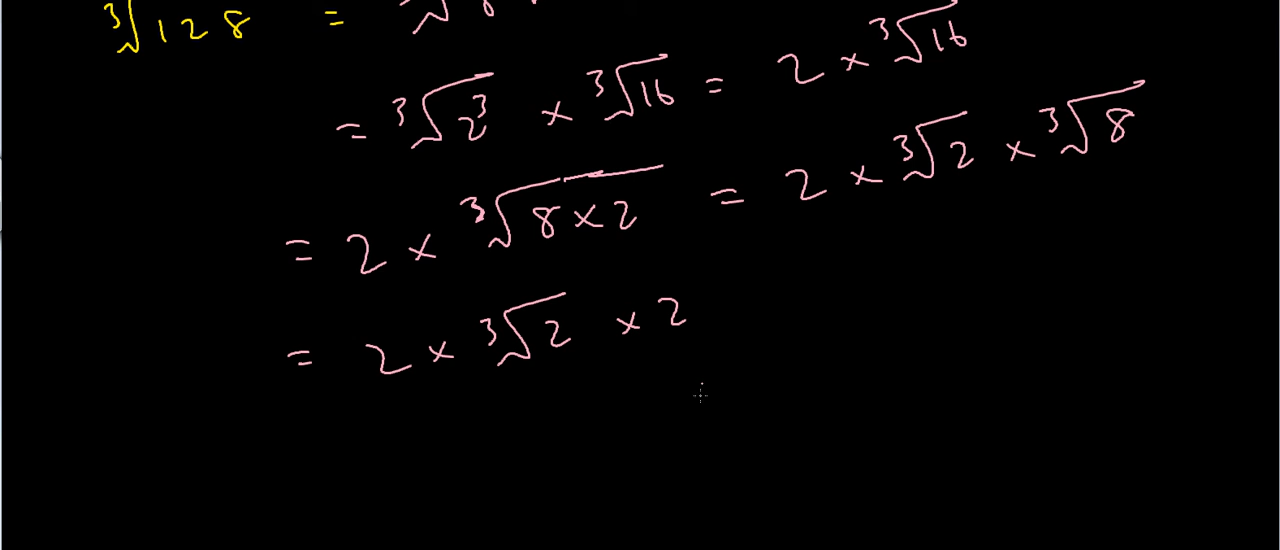 ∛128 =
= ∛2³ × ∛16 = 2 × ∛16
= 2 × ∛8 × 2 = 2 × ∛2 × ∛8
= 2 × ∛2 × 2